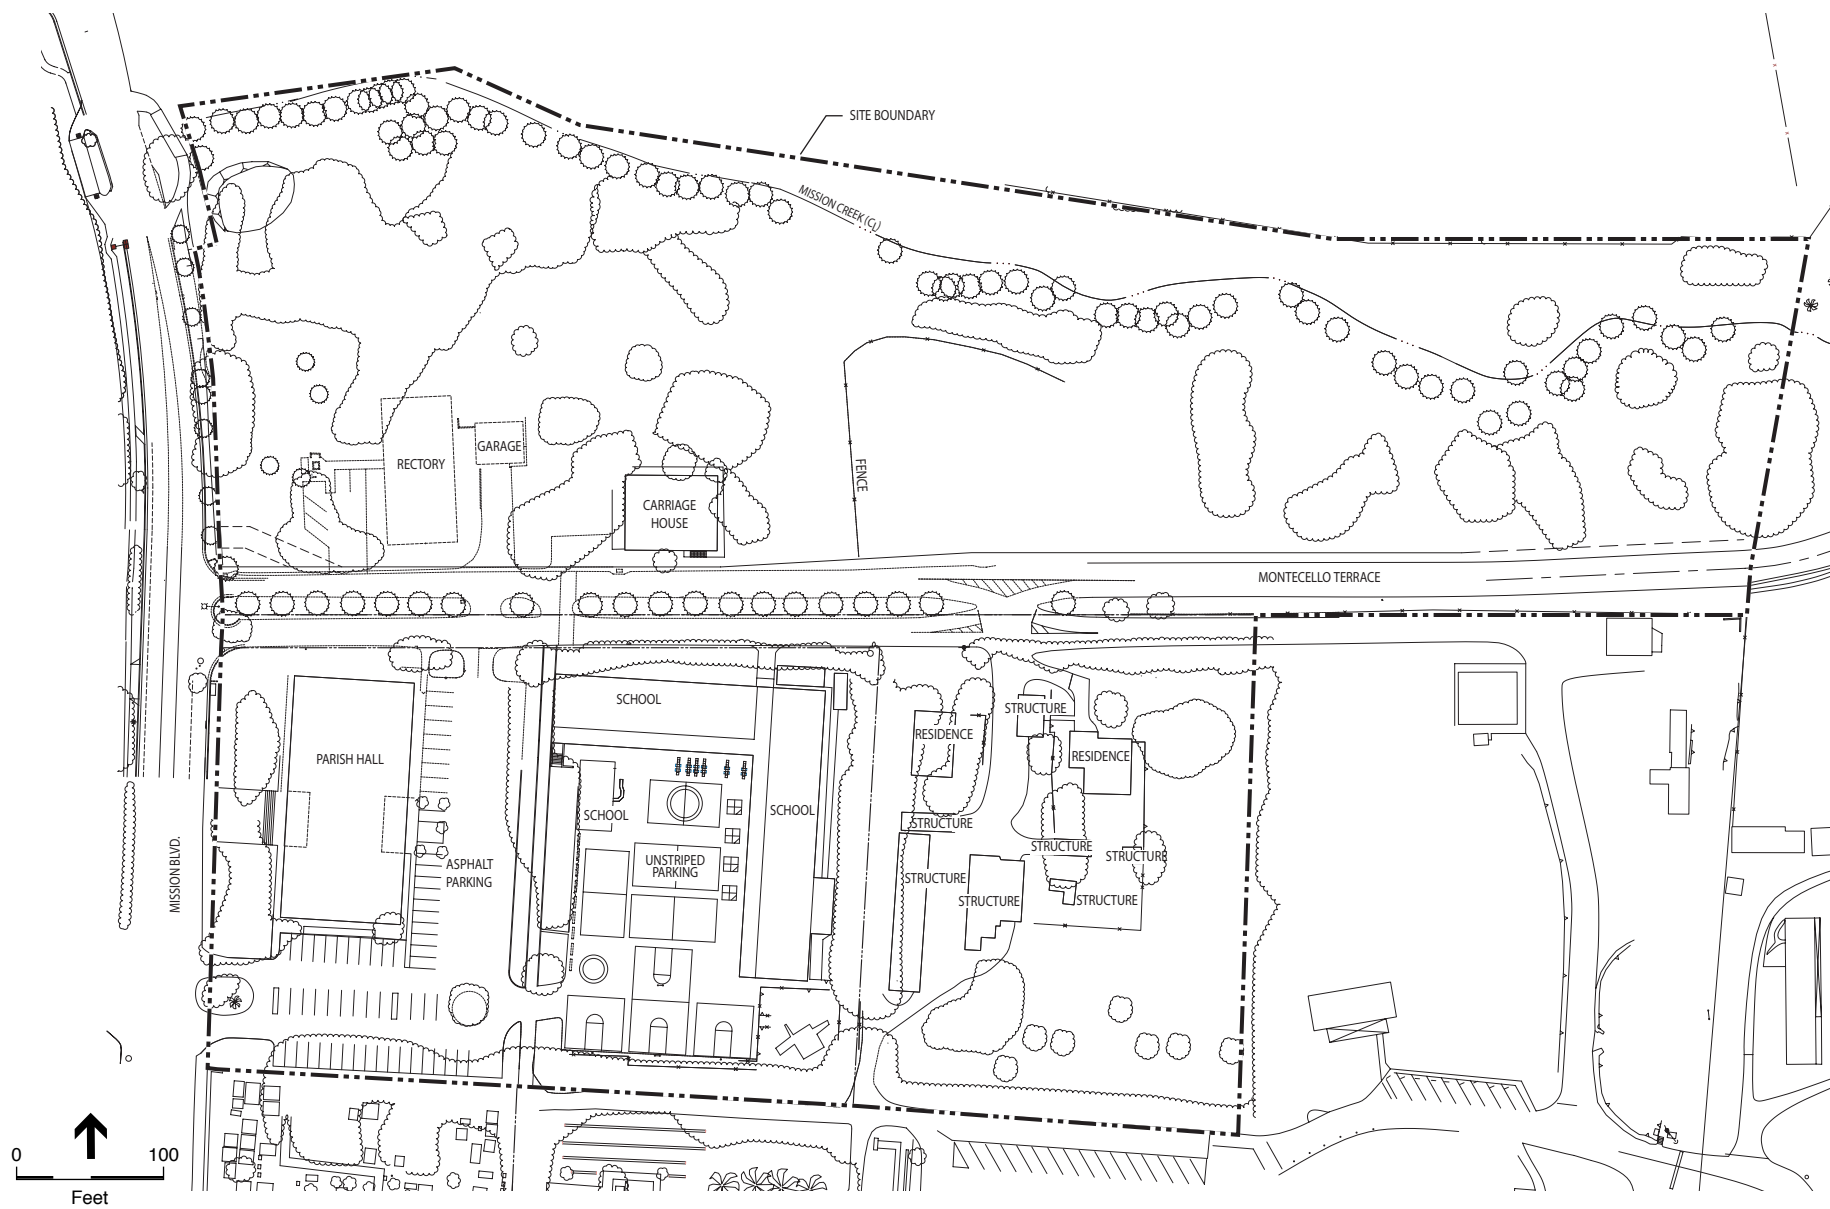 SITE BOUNDARY
MISSION CREEK (C
RECTORY
GARAGE
CARRIAGE
HOUSE
FENCE
MONTECELLO TERRACE
SCHOOL
PARISH HALL
SCHOOL
SCHOOL
UNSTRIPED
PARKING
ASPHALT
PARKING
MISSION BLVD.
STRUCTURE
RESIDENCE
RESIDENCE
STRUCTURE
STRUCTURE
STRUCTURE
STRUCTURE
STRUCTURE
STRUCTURE
0
100
Feet